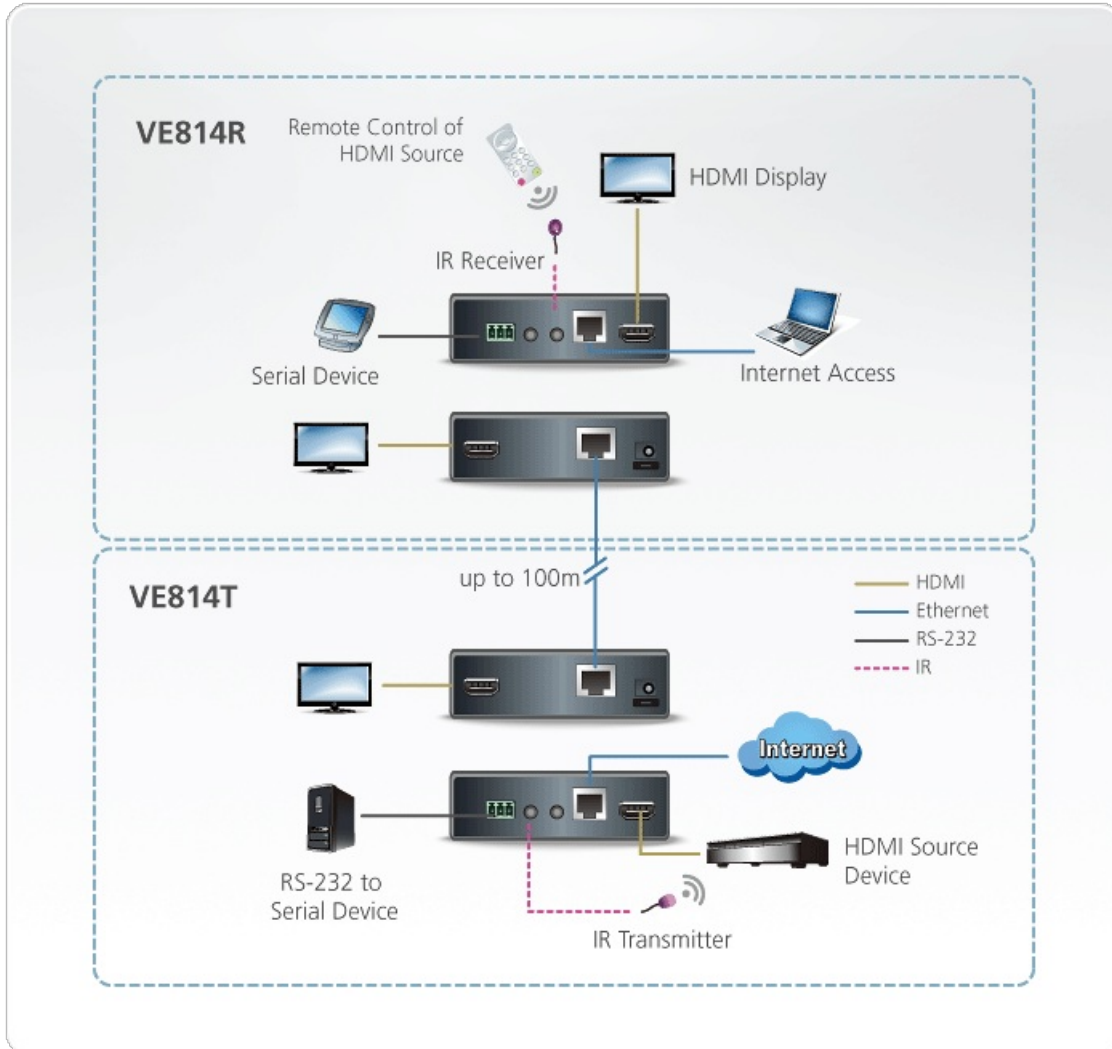 VE814R
Remote Control of
HDMI Source
HDMI Display
IR Receiver
Serial Device
Internet Access
up to 100m
VE814T
HDMI
Ethernet
RS-232
IR
Internet
RS-232 to
Serial Device
HDMI Source
Device
IR Transmitter